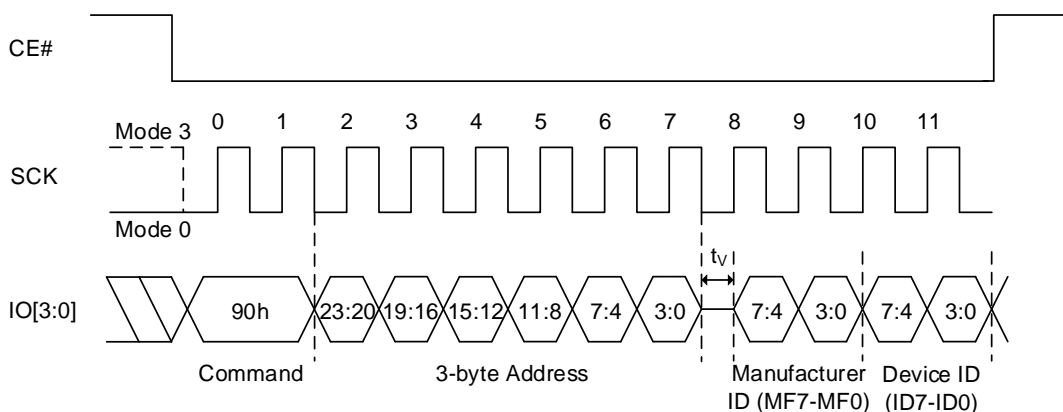 CE#
0 1 2 3 4 5 6 7 8 9 10 11
Mode 3
SCK
Mode 0
tV
IO[3:0]
90h 23:20 19:16 15:12 11:8 7:4 3:0 7:4 3:0 7:4 3:0
Command 3-byte Address Manufacturer Device ID
ID (MF7-MF0) (ID7-ID0)